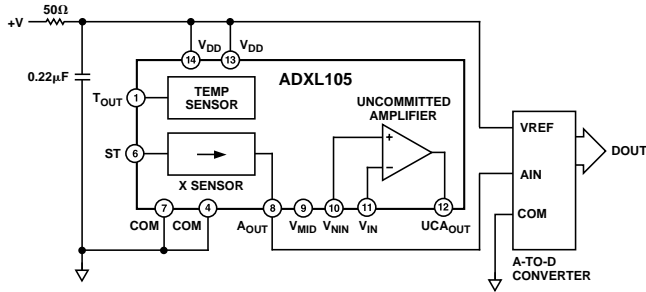 50Ω
+V
0.22µF
VDD
VDD
14
13
ADXL105
TOUT
1
TEMP
SENSOR
UNCOMMITTED
AMPLIFIER
+
–
ST
6
X SENSOR
7
4
8
9
10
11
12
COM
COM
AOUT
VMID
VNIN
VIN
UCAOUT
VREF
AIN
COM
DOUT
A-TO-D
CONVERTER